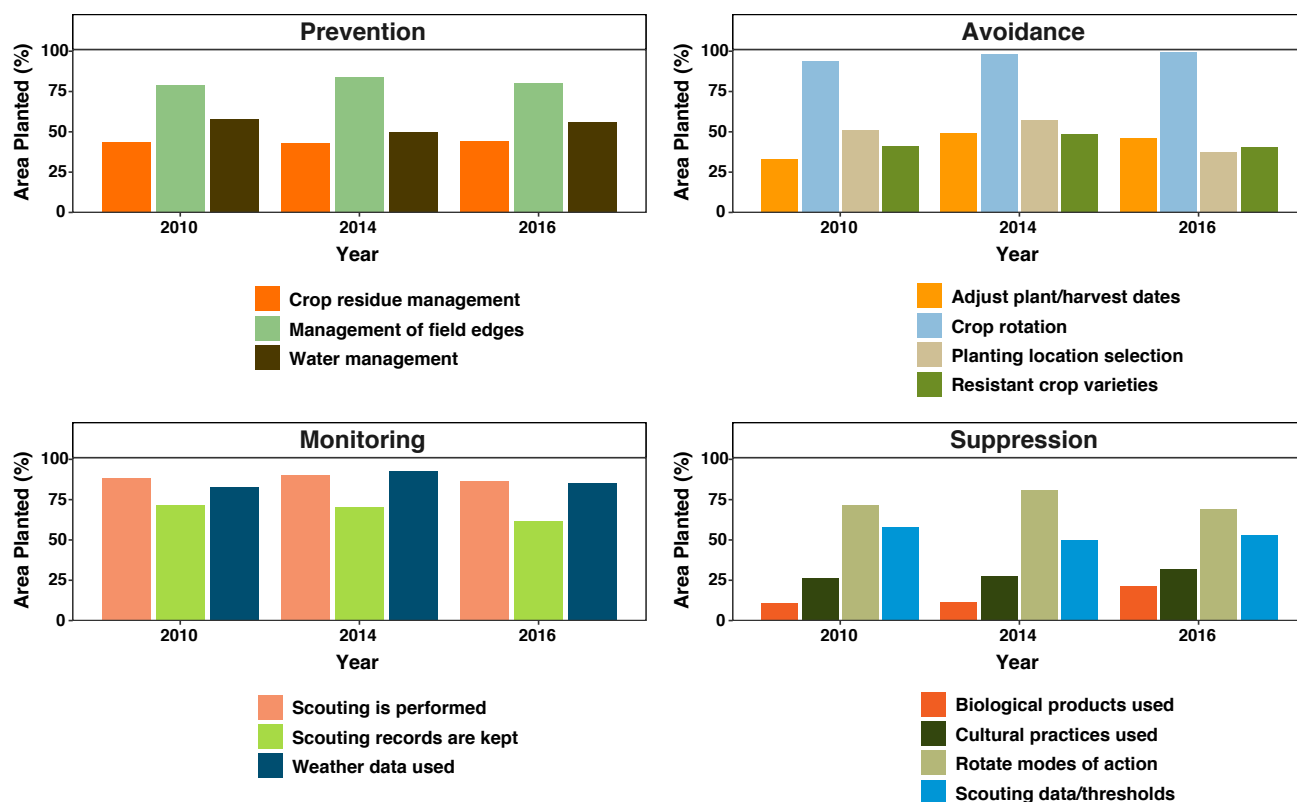 Prevention
Area Planted (%)
100
75
50
25
0
2010 2014 2016
Year
Crop residue management
Management of field edges
Water management
Avoidance
Area Planted (%)
100
75
50
25
0
2010 2014 2016
Year
Adjust plant/harvest dates
Crop rotation
Planting location selection
Resistant crop varieties
Monitoring
Area Planted (%)
100
75
50
25
0
2010 2014 2016
Year
Scouting is performed
Scouting records are kept
Weather data used
Suppression
Area Planted (%)
100
75
50
25
0
2010 2014 2016
Year
Biological products used
Cultural practices used
Rotate modes of action
Scouting data/thresholds